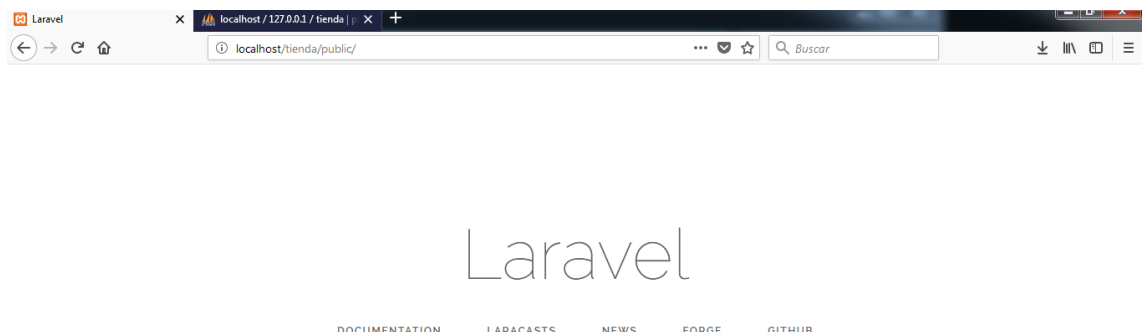 Laravel
localhost / 127.0.0.1 / tienda | p
localhost/tienda/public/
Buscar
Laravel
DOCUMENTATION LARACASTS NEWS FORGE GITHUB